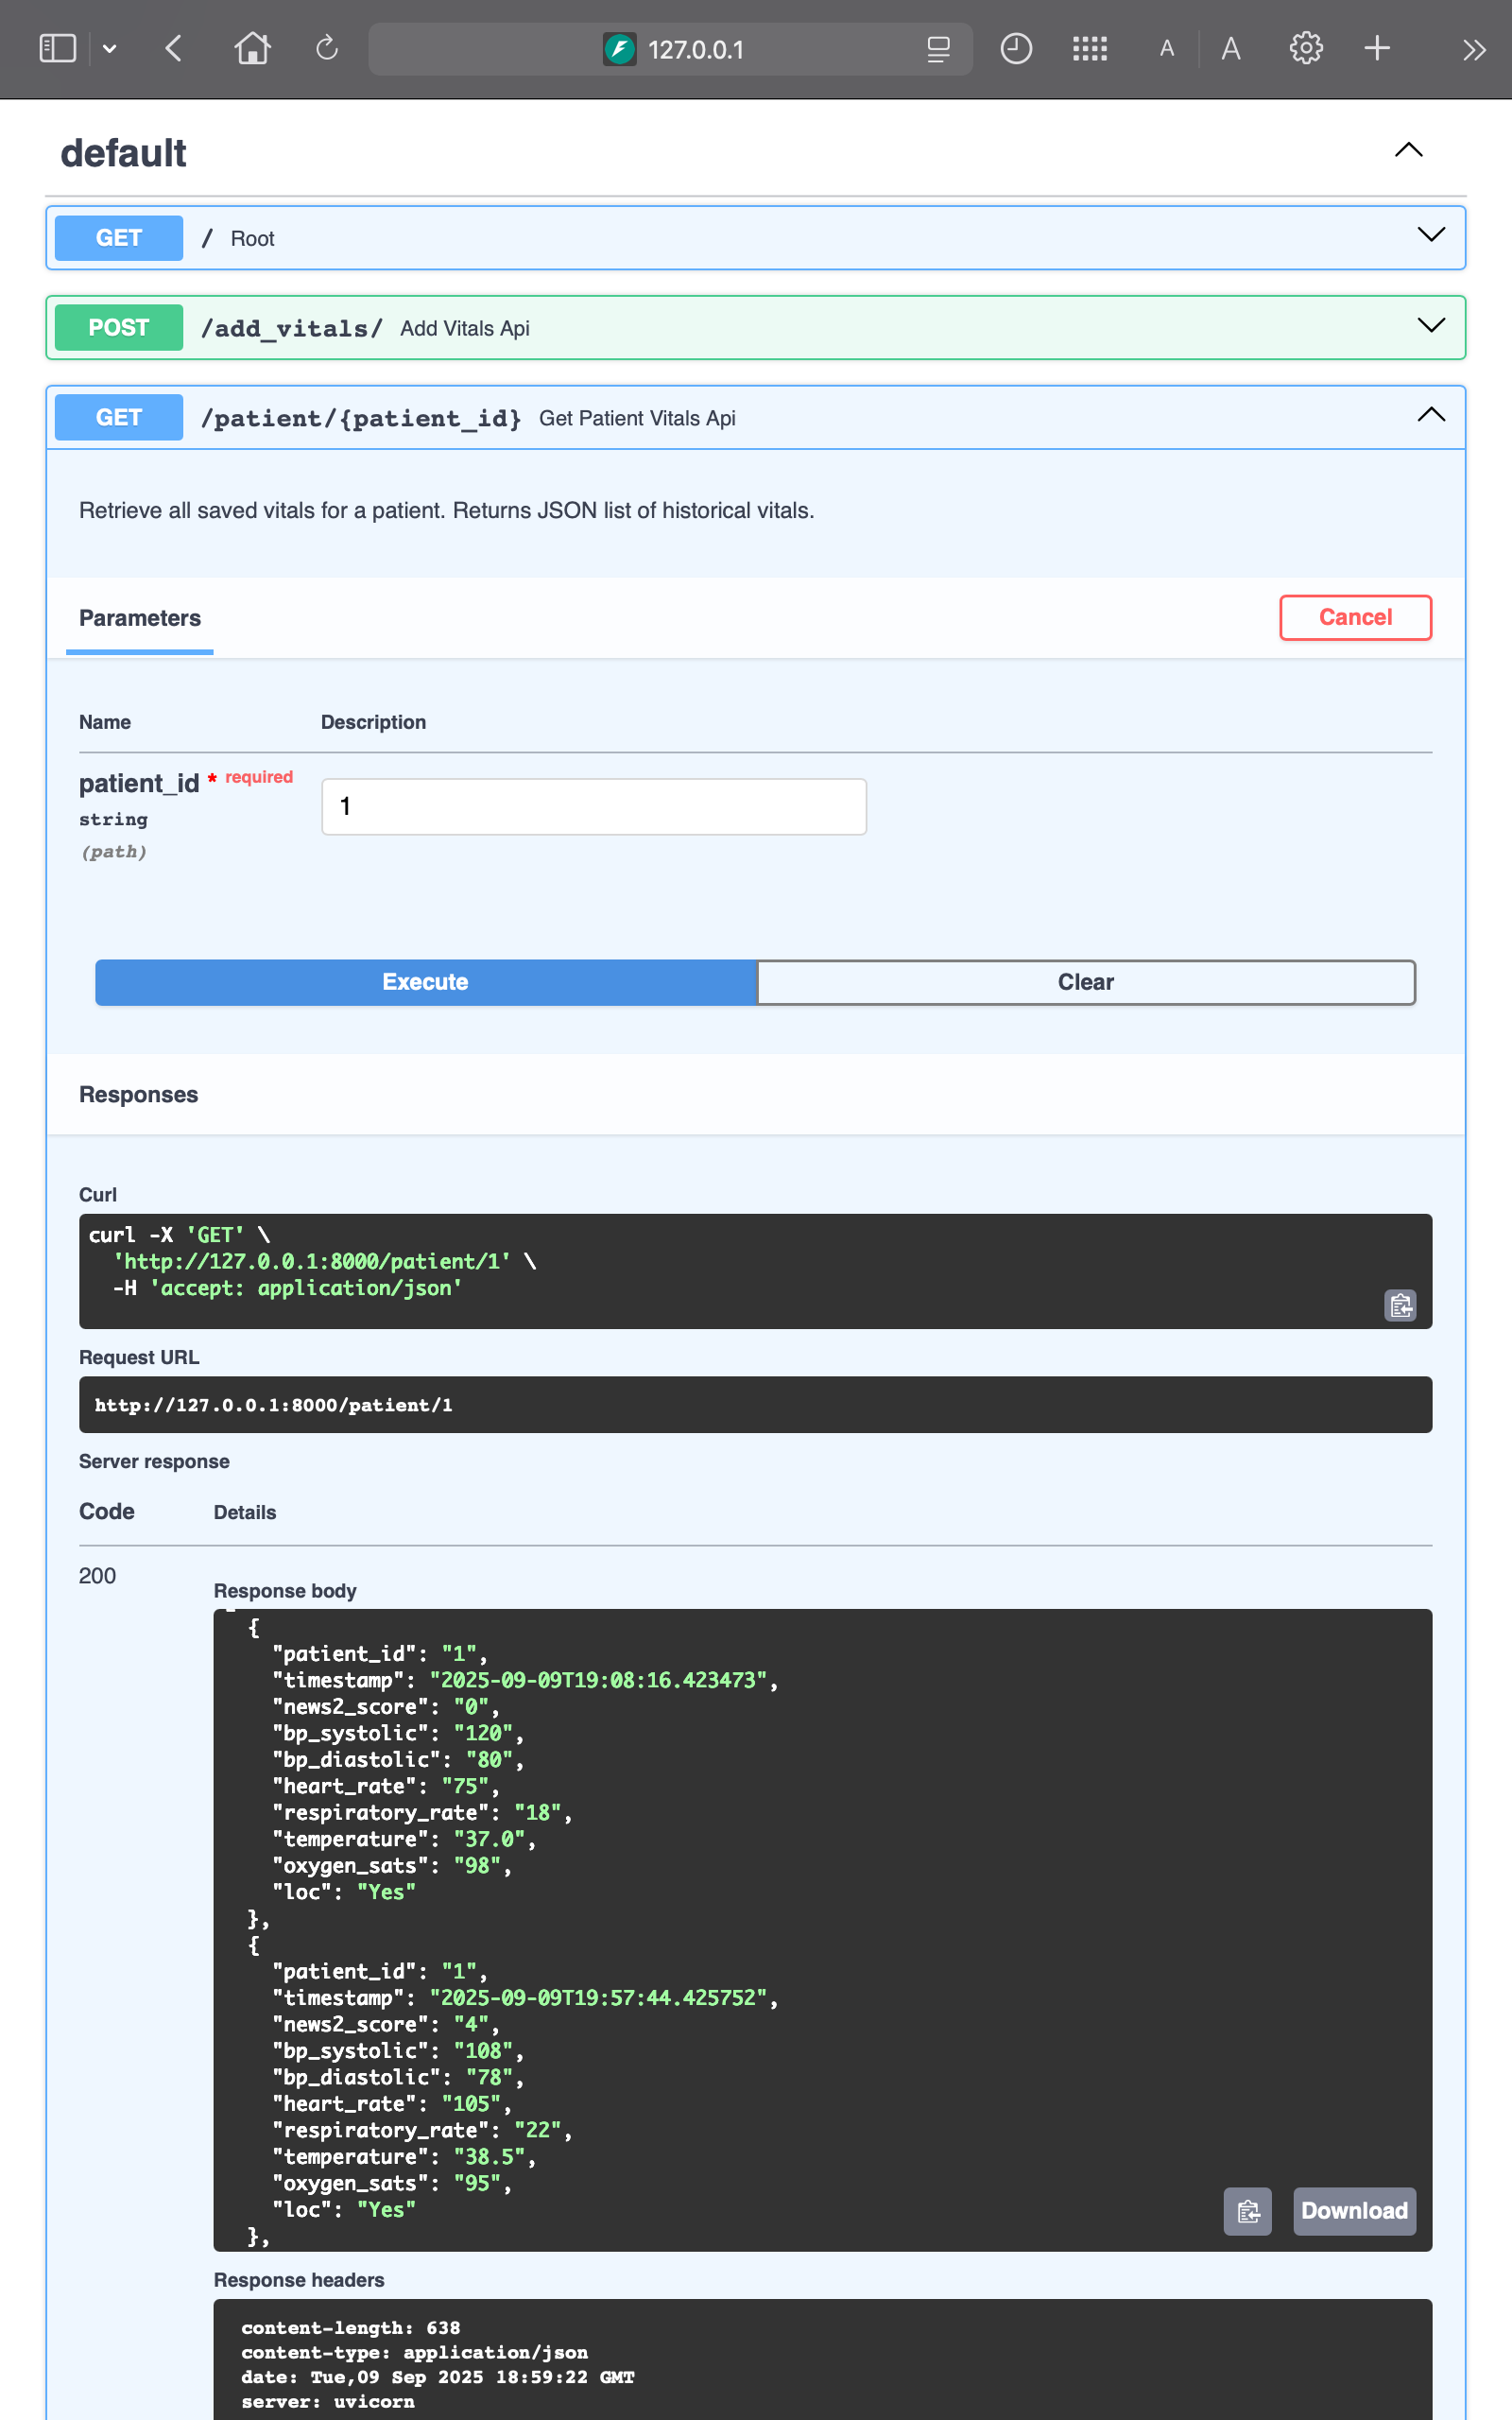 127.0.0.1
A A
default
GET / Root
POST /add_vitals/ Add Vitals Api
GET /patient/{patient_id} Get Patient Vitals Api
Retrieve all saved vitals for a patient. Returns JSON list of historical vitals.
Parameters Cancel
Name Description
patient_id * required
string
(path)
1
Execute Clear
Responses
Curl
curl -X 'GET' \
'http://127.0.0.1:8000/patient/1' \
-H 'accept: application/json'
Request URL
http://127.0.0.1:8000/patient/1
Server response
Code Details
200
Response body
{
"patient_id": "1",
"timestamp": "2025-09-09T19:08:16.423473",
"news2_score": "0",
"bp_systolic": "120",
"bp_diastolic": "80",
"heart_rate": "75",
"respiratory_rate": "18",
"temperature": "37.0",
"oxygen_sats": "98",
"loc": "Yes"
},
{
"patient_id": "1",
"timestamp": "2025-09-09T19:57:44.425752",
"news2_score": "4",
"bp_systolic": "108",
"bp_diastolic": "78",
"heart_rate": "105",
"respiratory_rate": "22",
"temperature": "38.5",
"oxygen_sats": "95",
"loc": "Yes"
},
Download
Response headers
content-length: 638
content-type: application/json
date: Tue,09 Sep 2025 18:59:22 GMT
server: uvicorn